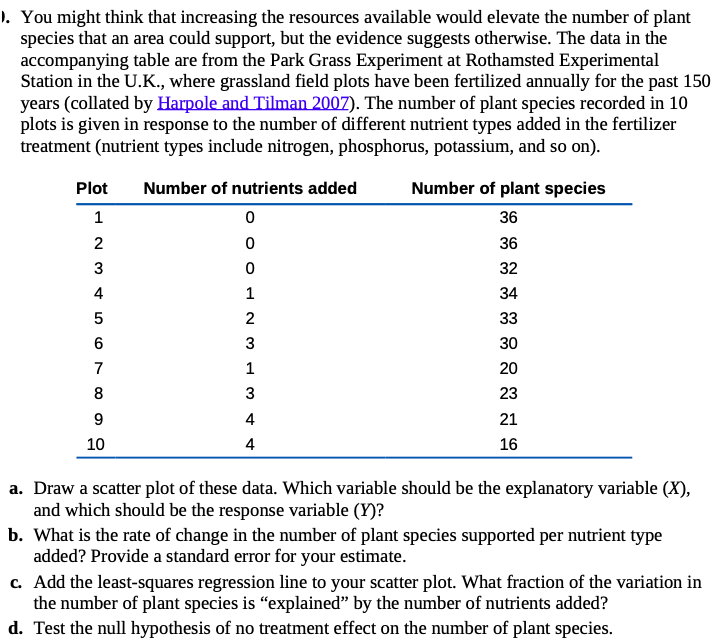 ). You might think that increasing the resources available would elevate the number of plant
species that an area could support, but the evidence suggests otherwise. The data in the
accompanying table are from the Park Grass Experiment at Rothamsted Experimental
Station in the U.K., where grassland field plots have been fertilized annually for the past 150
years (collated by Harpole and Tilman 2007). The number of plant species recorded in 10
plots is given in response to the number of different nutrient types added in the fertilizer
treatment (nutrient types include nitrogen, phosphorus, potassium, and so on).
Plot Number of nutrients added Number of plant species
1 0 36
2 0 36
3 0 32
4 1 34
5 2 33
6 3 30
7 1 20
8 3 23
9 4 21
10 4 16
a. Draw a scatter plot of these data. Which variable should be the explanatory variable (X),
and which should be the response variable (Y)?
b. What is the rate of change in the number of plant species supported per nutrient type
added? Provide a standard error for your estimate.
c. Add the least-squares regression line to your scatter plot. What fraction of the variation in
the number of plant species is “explained” by the number of nutrients added?
d. Test the null hypothesis of no treatment effect on the number of plant species.